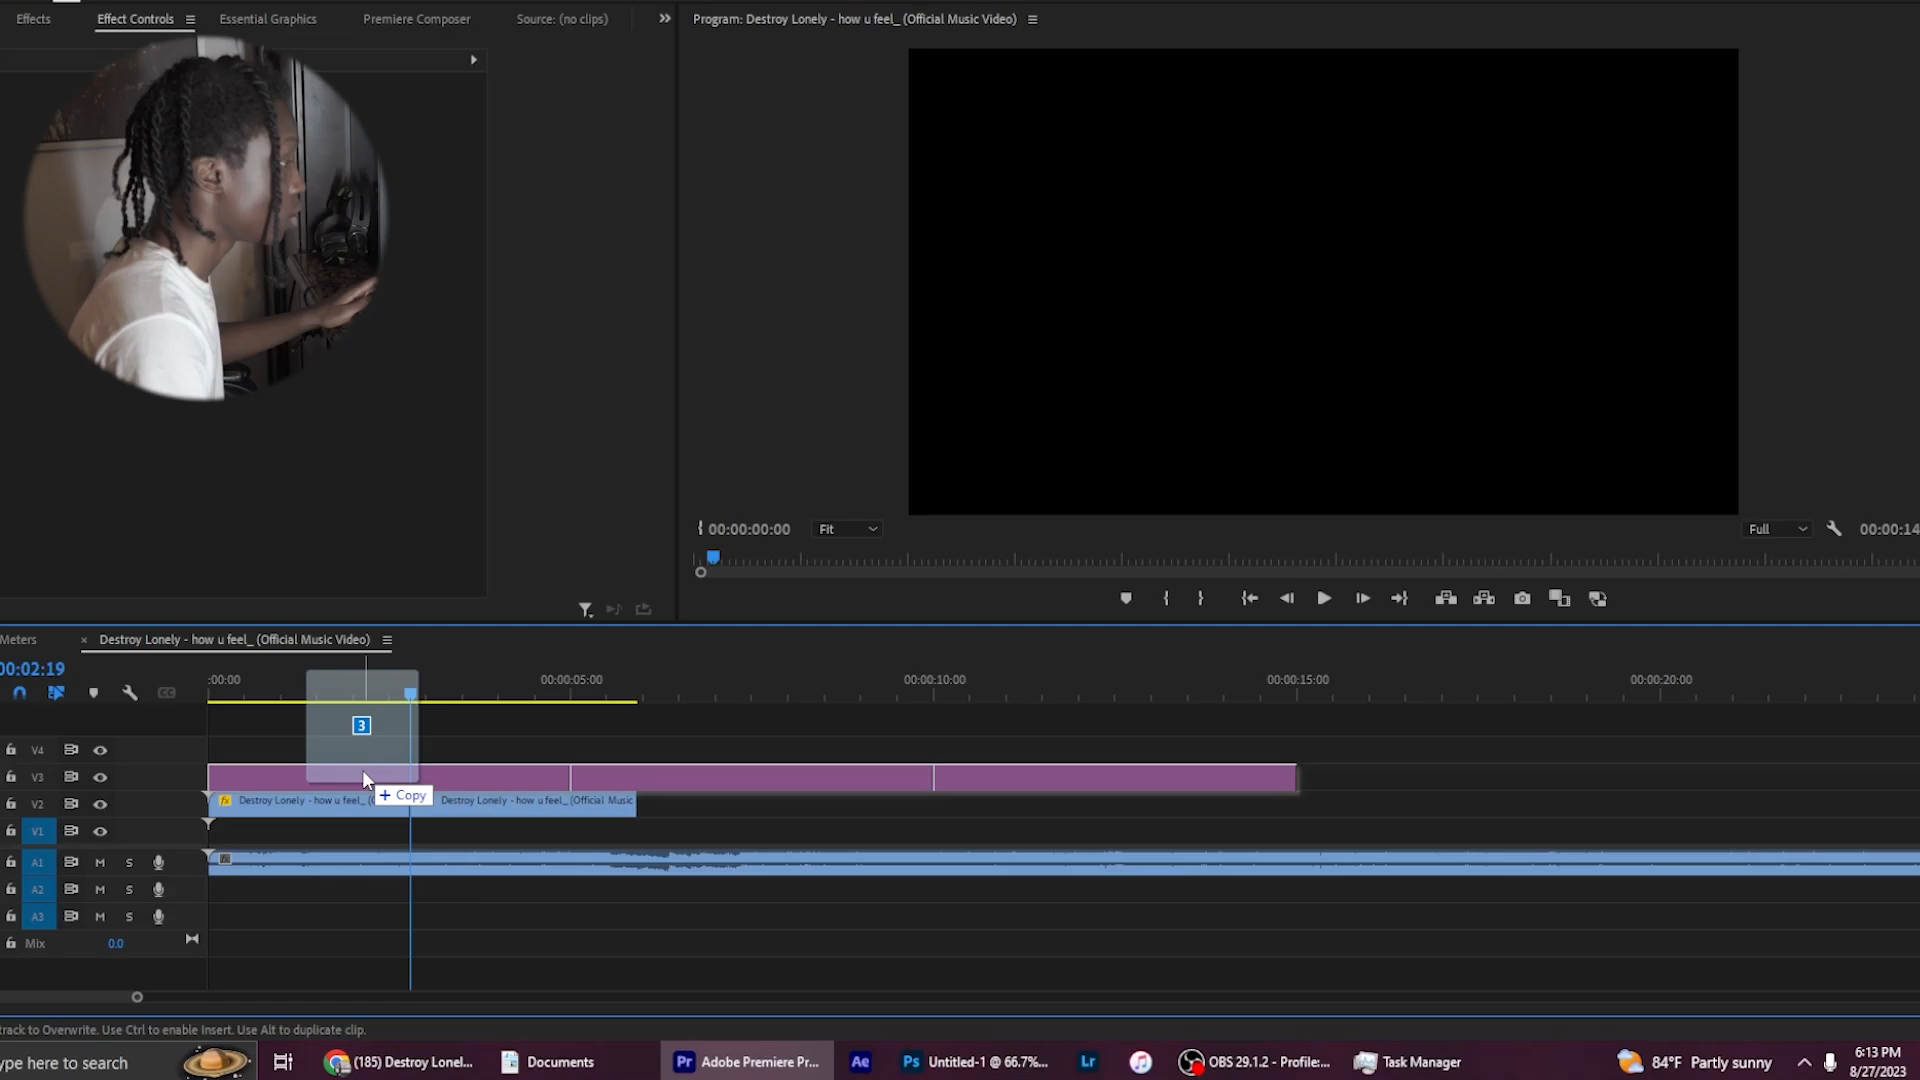 Effects Effect Controls Essential Graphics Premiere Composer Source: (no clips) Program: Destroy Lonely - how u feel_ (Official Music Video)
00:00:00:00 Fit Full 00:00:14
Meters × Destroy Lonely - how u feel_ (Official Music Video)
00:02:19 :00:00 00:00:05:00 00:00:10:00 00:00:15:00 00:00:20:00
3
V4
V3
+ Copy
V2 fx Destroy Lonely - how u feel_ ( Destroy Lonely - how u feel_ (Official Music
V1
A1 M S
A2 M S
A3 M S
Mix 0.0
track to Overwrite. Use Ctrl to enable Insert. Use Alt to duplicate clip.
ype here to search (185) Destroy Lonel... Documents Pr Adobe Premiere Pr... Ae Ps Untitled-1 @ 66.7%... Lr OBS 29.1.2 - Profile:... Task Manager 84°F Partly sunny 6:13 PM
8/27/2023